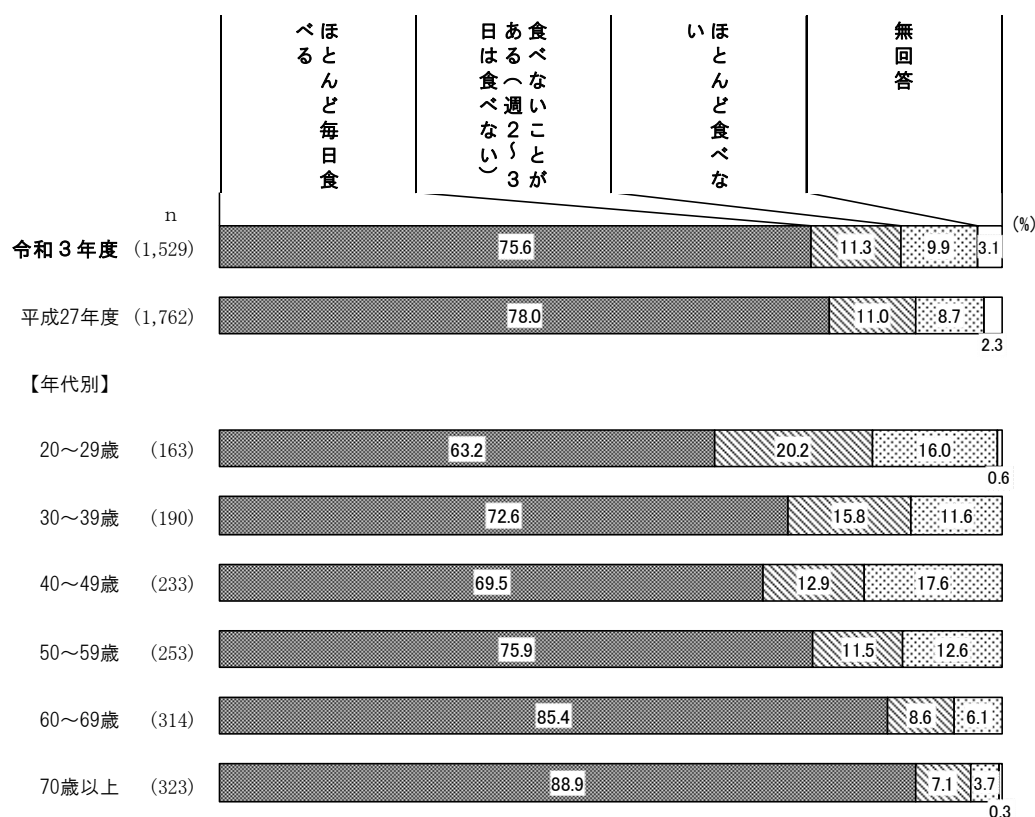 ほとんど毎日食
べる
食べないことが
ある（週２～３
日は食べない）
ほとんど食べな
い
無回答
n
(%)
令和３年度 (1,529) 75.6 11.3 9.9 3.1
平成27年度 (1,762) 78.0 11.0 8.7
2.3
【年代別】
20～29歳 (163) 63.2 20.2 16.0
0.6
30～39歳 (190) 72.6 15.8 11.6
40～49歳 (233) 69.5 12.9 17.6
50～59歳 (253) 75.9 11.5 12.6
60～69歳 (314) 85.4 8.6 6.1
70歳以上 (323) 88.9 7.1 3.7
0.3